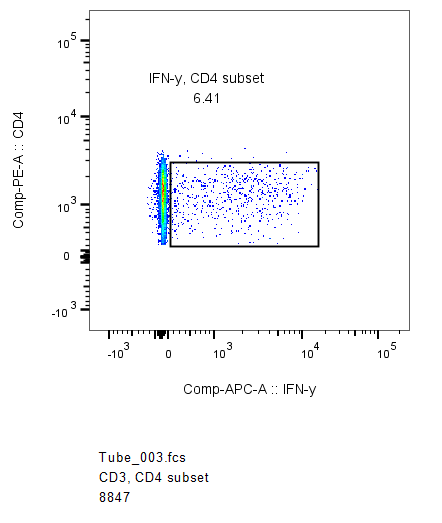 10^5
IFN-y, CD4 subset
6.41
10^4
Comp-PE-A :: CD4
10^3
0
-10^3
-10^3 0 10^3 10^4 10^5
Comp-APC-A :: IFN-y
Tube_003.fcs
CD3, CD4 subset
8847